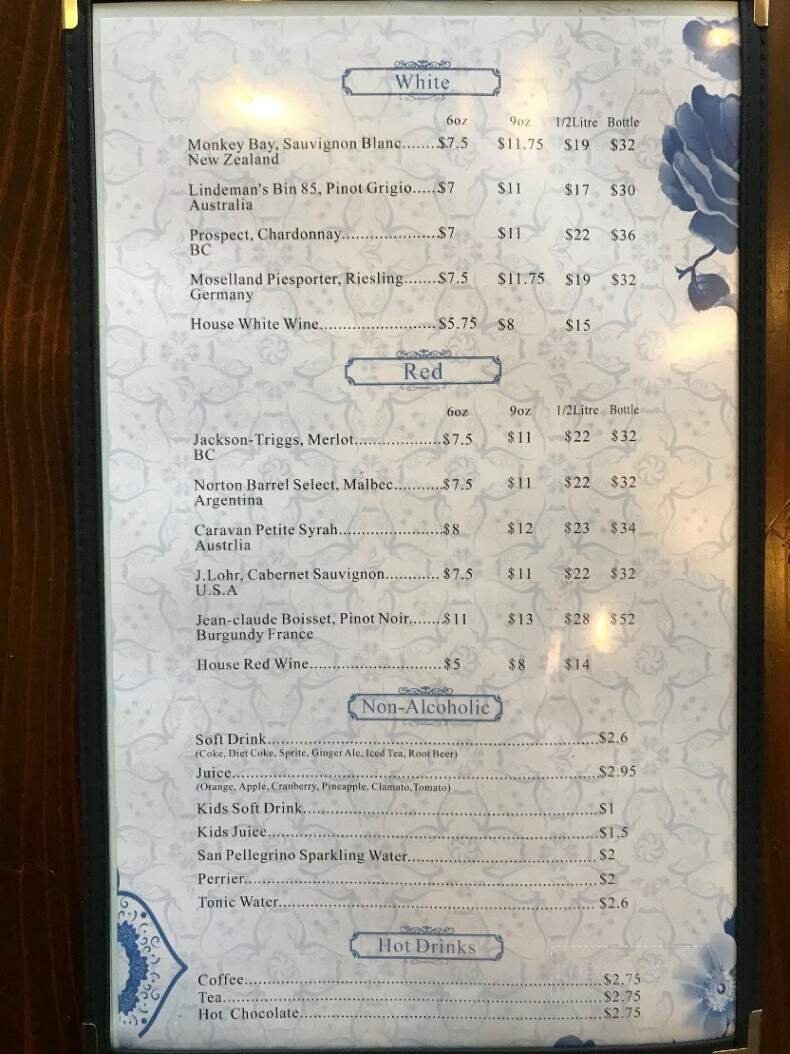 White
6oz 9oz 1/2Litre Bottle
Monkey Bay, Sauvignon Blanc.......$7.5 $11.75 $19 $32
New Zealand
Lindeman's Bin 85, Pinot Grigio.....$7 $11 $17 $30
Australia
Prospect, Chardonnay...................$7 $11 $22 $36
BC
Moselland Piesporter, Riesling.......$7.5 $11.75 $19 $32
Germany
House White Wine.........................$5.75 $8 $15
Red
6oz 9oz 1/2Litre Bottle
Jackson-Triggs, Merlot..................$7.5 $11 $22 $32
BC
Norton Barrel Select, Malbec..........$7.5 $11 $22 $32
Argentina
Caravan Petite Syrah.....................$8 $12 $23 $34
Austrlia
J.Lohr, Cabernet Sauvignon............$7.5 $11 $22 $32
U.S.A
Jean-claude Boisset, Pinot Noir.......$11 $13 $28 $52
Burgundy France
House Red Wine...........................$5 $8 $14
Non-Alcoholic
Soft Drink....................................................................$2.6
(Coke, Diet Coke, Sprite, Ginger Ale, Iced Tea, Root Beer)
Juice...........................................................................$2.95
(Orange, Apple, Cranberry, Pineapple, Clamato, Tomato)
Kids Soft Drink.............................................................$1
Kids Juice....................................................................$1.5
San Pellegrino Sparkling Water.......................................$2
Perrier.........................................................................$2
Tonic Water..................................................................$2.6
Hot Drinks
Coffee.........................................................................$2.75
Tea..............................................................................$2.75
Hot Chocolate..............................................................$2.75